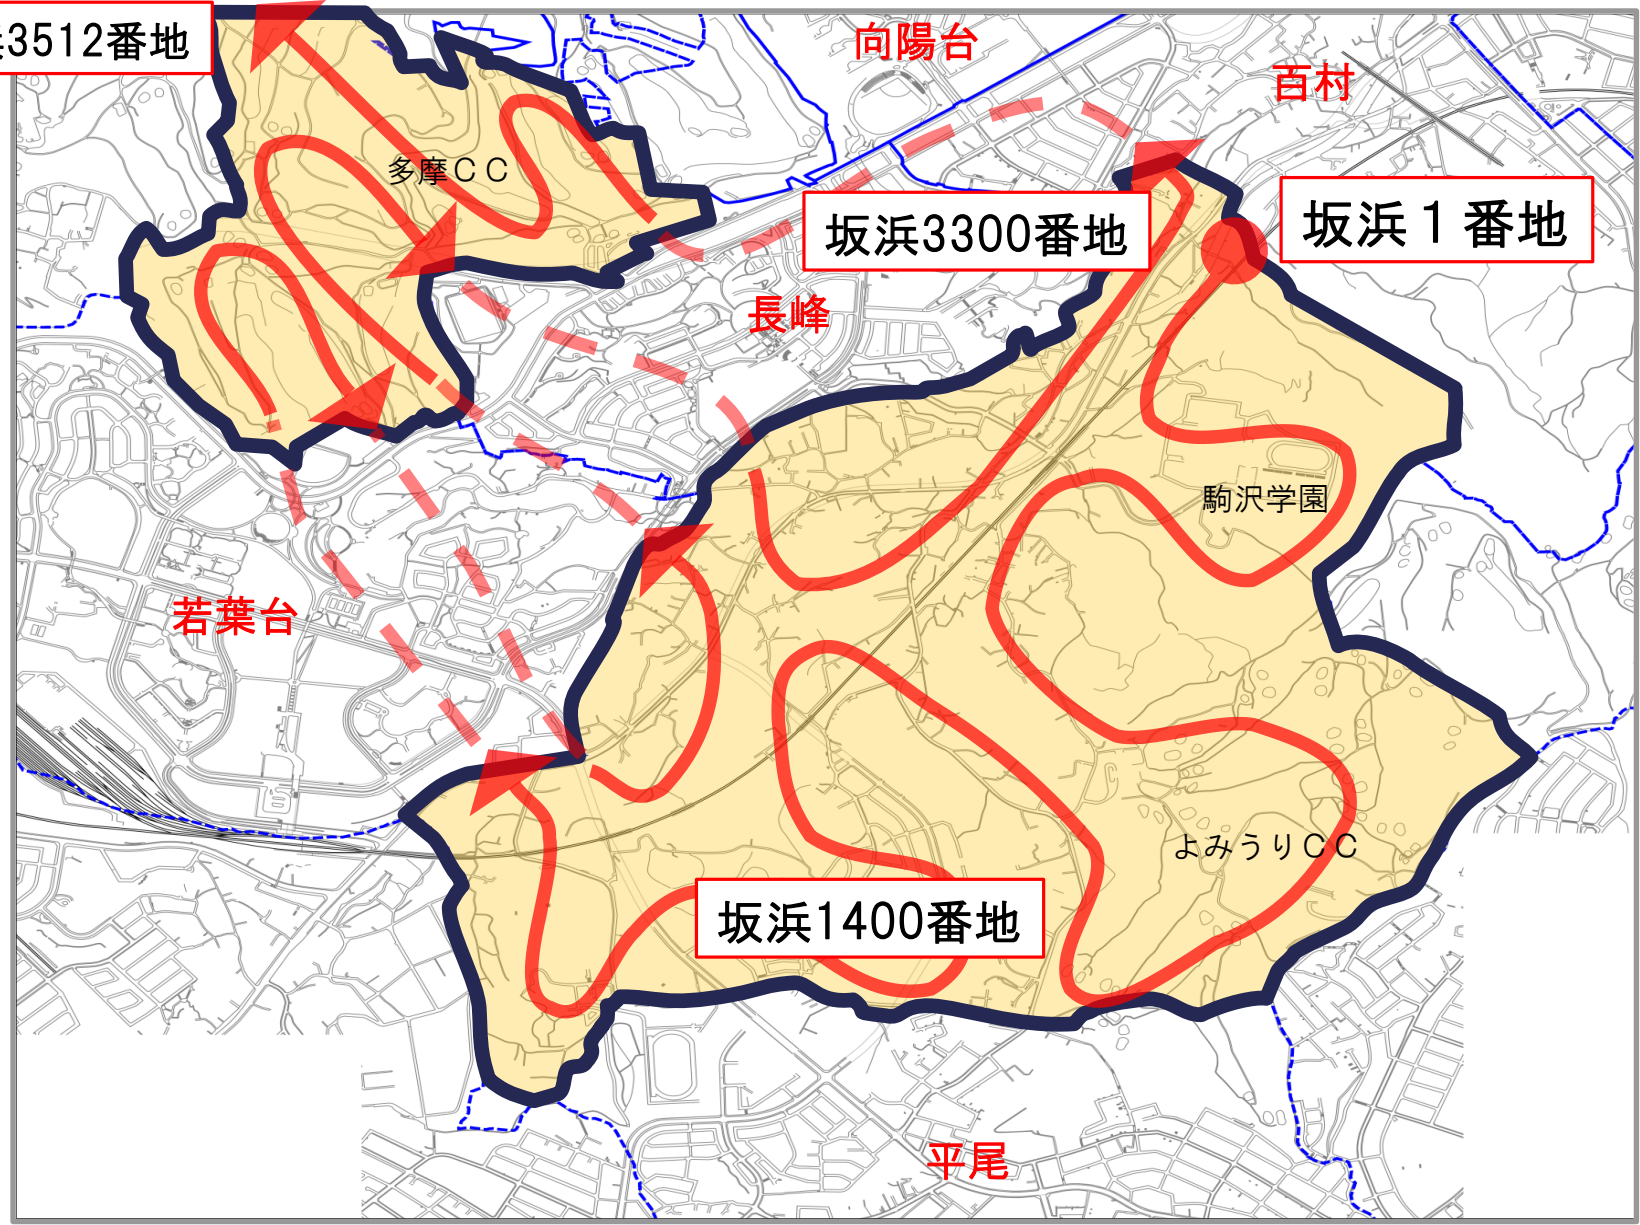 3512番地
向陽台
百村
多摩ＣＣ
坂浜3300番地
坂浜１番地
長峰
駒沢学園
若葉台
よみうりＣＣ
坂浜1400番地
平尾